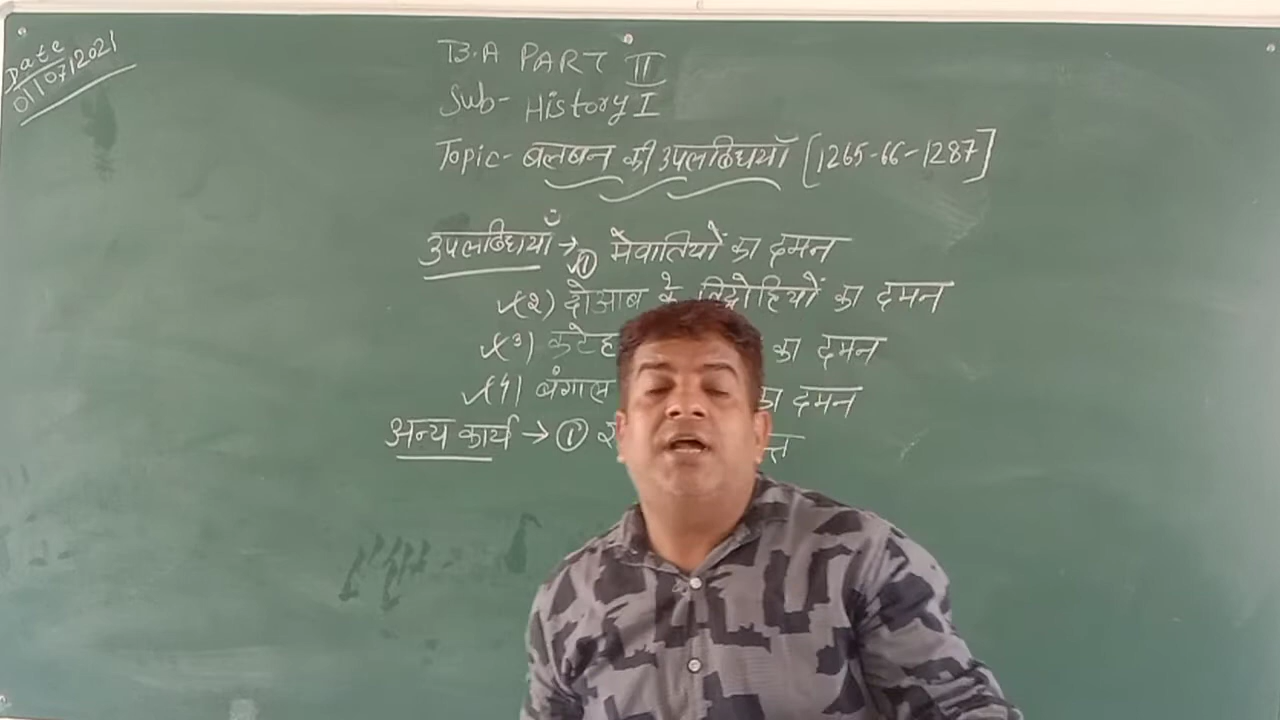 Date
01/07/2021
B.A PART II
Sub- History I
Topic- बलबन की उपलब्धियाँ [1265-66-1287]
उपलब्धियाँ → ① मेवातियों का दमन
2) दोआब के विद्रोहियों का दमन
3) कटेह का दमन
4) बंगाल का दमन
अन्य कार्य → ①